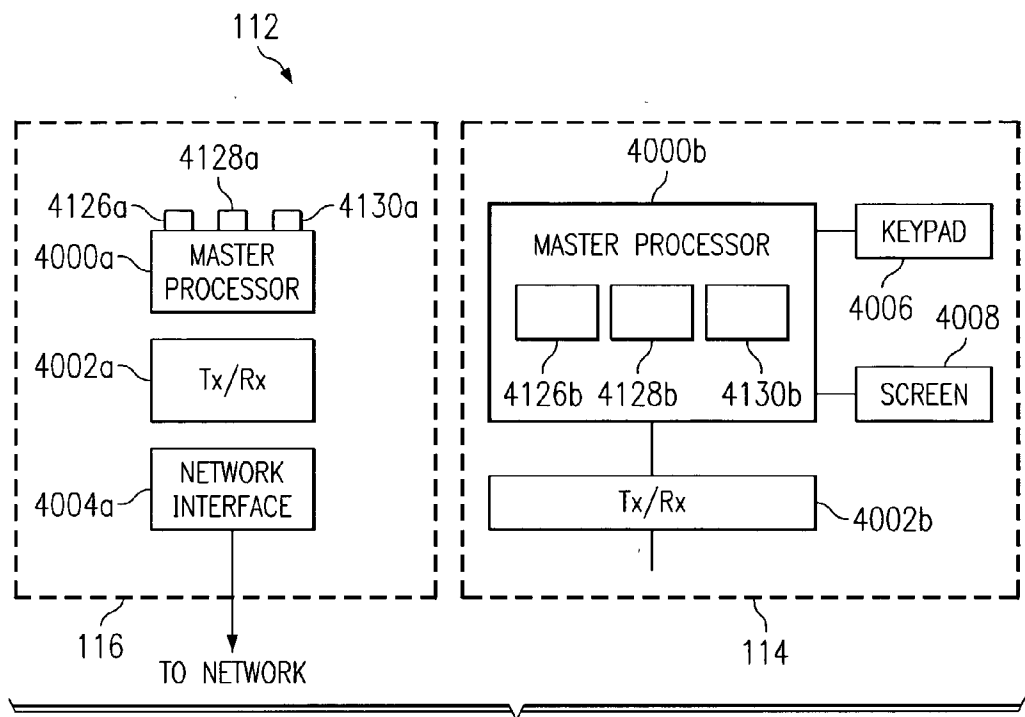 112
4128a
4126a
4130a
4000a
MASTER
PROCESSOR
4002a
Tx/Rx
4004a
NETWORK
INTERFACE
116
TO NETWORK
4000b
MASTER PROCESSOR
KEYPAD
4006
4008
4126b
4128b
4130b
SCREEN
Tx/Rx
4002b
114